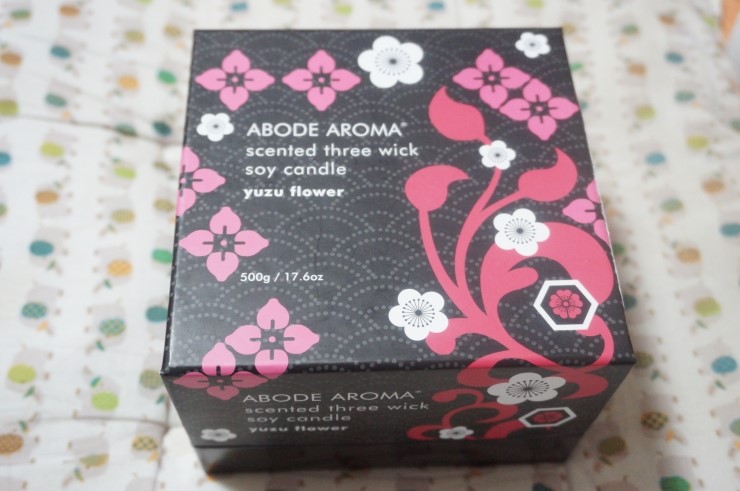 ABODE AROMA®
scented three wick
soy candle
yuzu flower
500g / 17.6oz
ABODE AROMA®
scented three wick
soy candle
yuzu flower